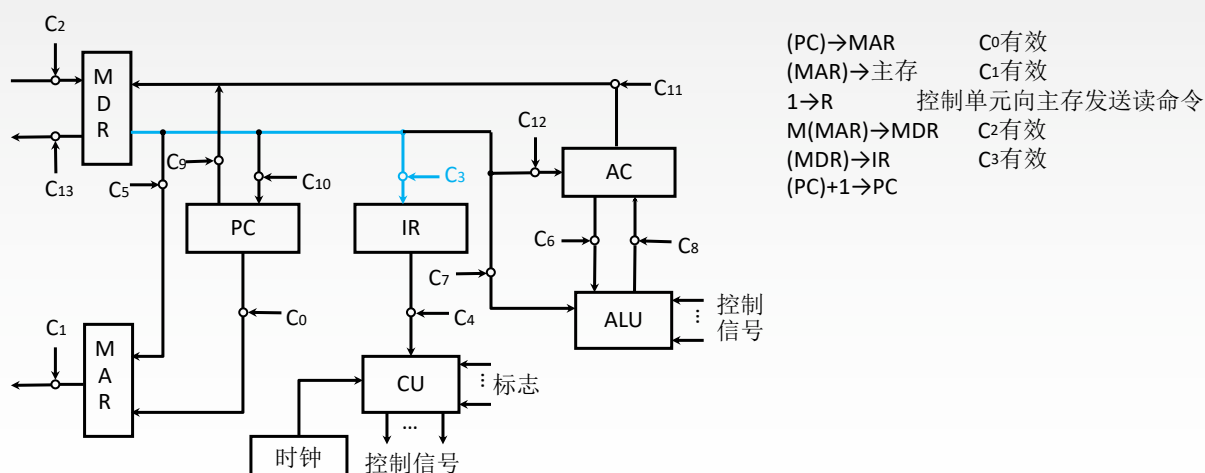 C2
M
D
R
C13
C5
C9
C10
C3
C11
C12
AC
PC
IR
C6
C8
C7
C0
C4
ALU
控制
信号
...
C1
M
A
R
CU
...
标志
...
时钟
控制信号
(PC)→MAR C0有效
(MAR)→主存 C1有效
1→R 控制单元向主存发送读命令
M(MAR)→MDR C2有效
(MDR)→IR C3有效
(PC)+1→PC